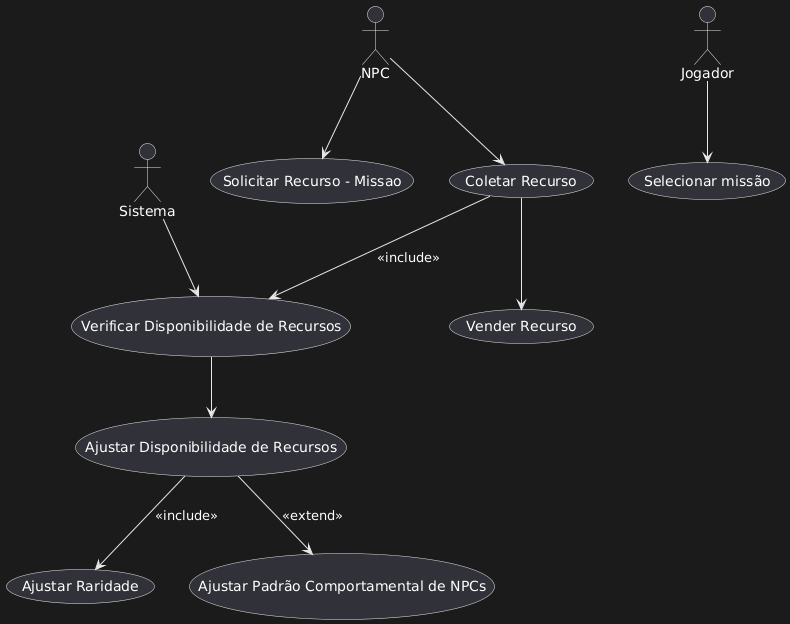 NPC
Jogador
Sistema
Solicitar Recurso - Missao
Coletar Recurso
Selecionar missão
«include»
Verificar Disponibilidade de Recursos
Vender Recurso
Ajustar Disponibilidade de Recursos
«include»
«extend»
Ajustar Raridade
Ajustar Padrão Comportamental de NPCs